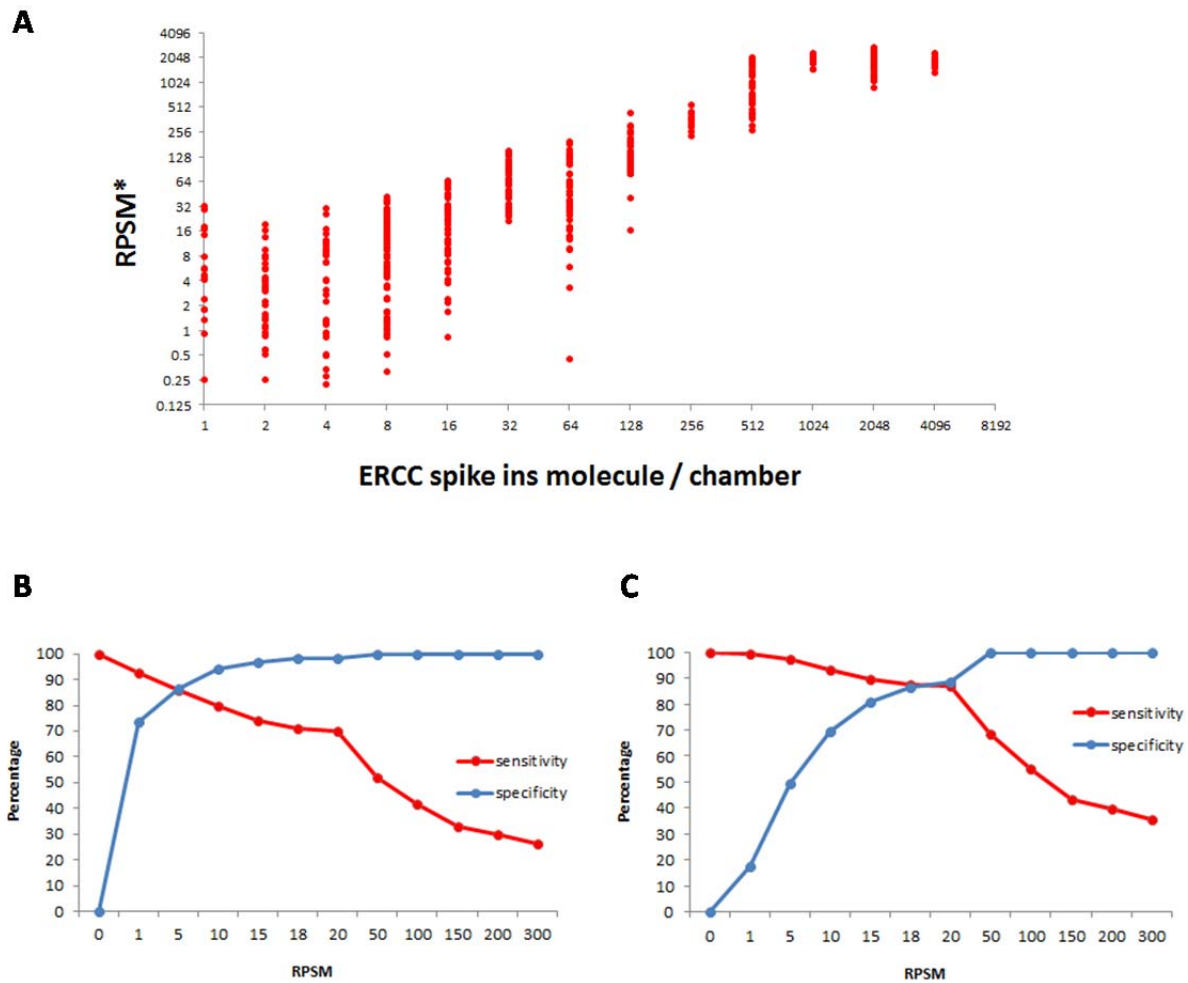 A
4096
2048
1024
512
256
128
64
32
16
8
4
2
1
0.5
0.25
0.125
RPSM*
1 2 4 8 16 32 64 128 256 512 1024 2048 4096 8192
ERCC spike ins molecule / chamber
B
100
90
80
70
60
50
40
30
20
10
0
Percentage
sensitivity
specificity
0 1 5 10 15 18 20 50 100 150 200 300
RPSM
C
100
90
80
70
60
50
40
30
20
10
0
Percentage
sensitivity
specificity
0 1 5 10 15 18 20 50 100 150 200 300
RPSM